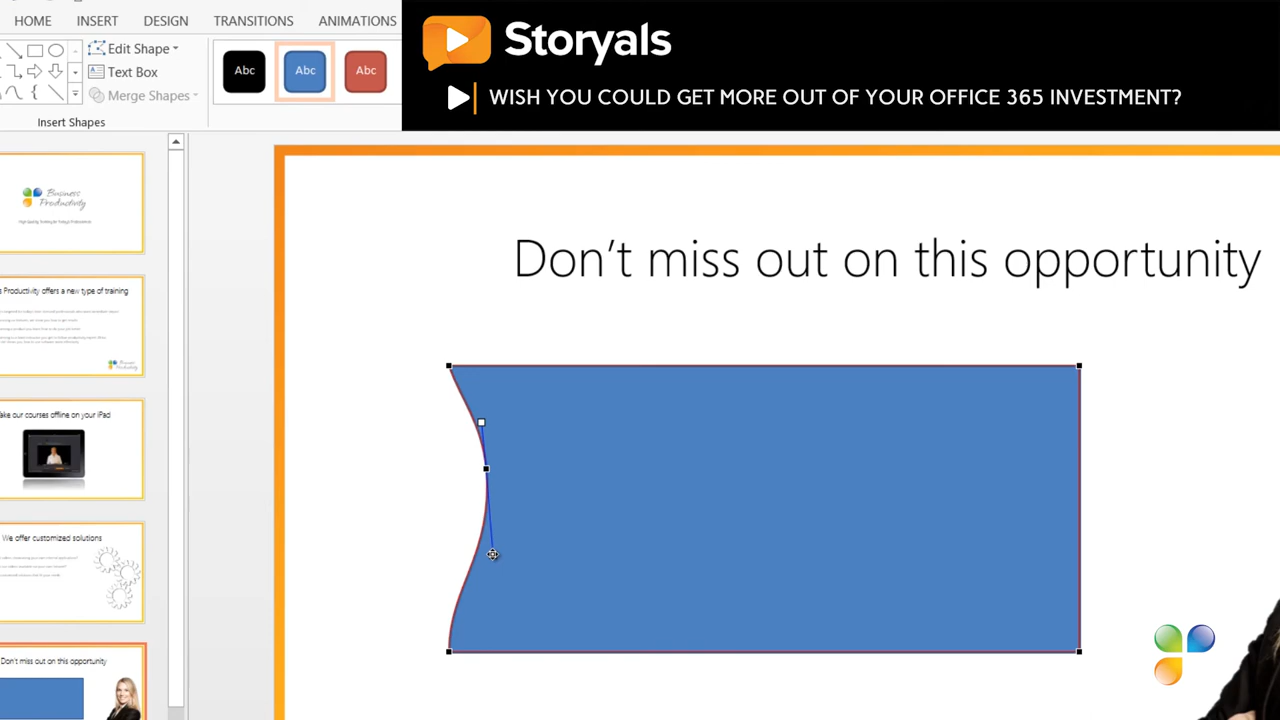 HOME INSERT DESIGN TRANSITIONS ANIMATIONS
Storyals
WISH YOU COULD GET MORE OUT OF YOUR OFFICE 365 INVESTMENT?
Edit Shape
Text Box
Merge Shapes
Abc Abc Abc
Insert Shapes
Business
Productivity
Productivity offers a new type of training
Business
Productivity
ake our courses offline on your iPad
We offer customized solutions
Don't miss out on this opportunity
Don't miss out on this opportunity